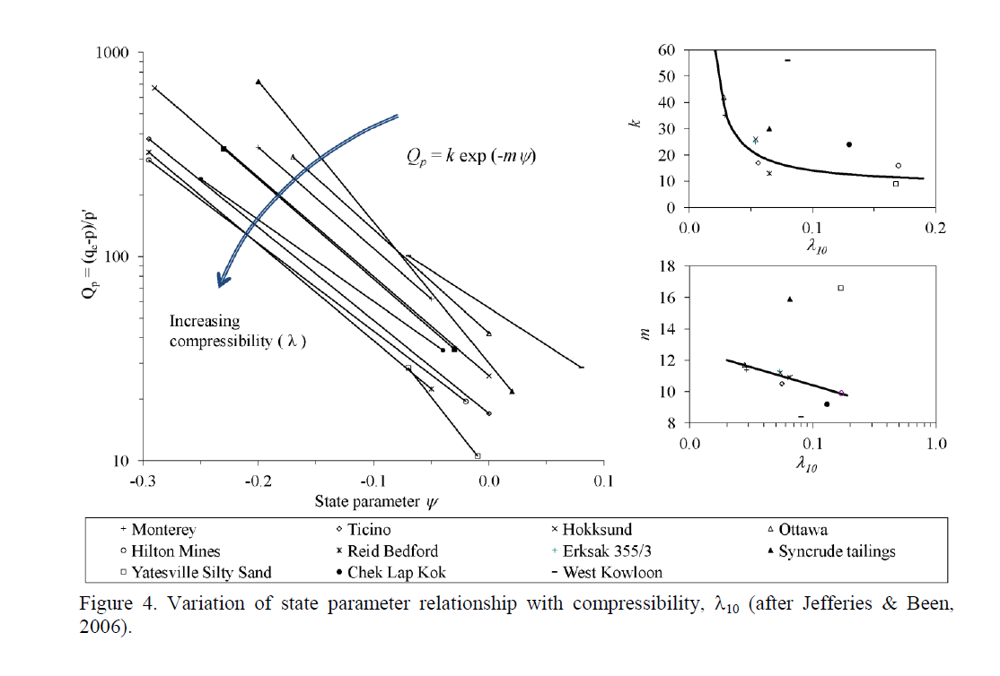 1000
100
10
Qp = (qc-p)/p'
-0.3 -0.2 -0.1 0.0 0.1
State parameter ψ
Qp = k exp (-mψ)
Increasing
compressibility ( λ )
60
50
40
30
20
10
0
k
0.0 0.1 0.2
λ10
18
16
14
12
10
8
m
0.0 0.1 1.0
λ10
Monterey Ticino Hokksund Ottawa
Hilton Mines Reid Bedford Erksak 355/3 Syncrude tailings
Yatesville Silty Sand Chek Lap Kok West Kowloon
Figure 4. Variation of state parameter relationship with compressibility, λ10 (after Jefferies & Been,
2006).